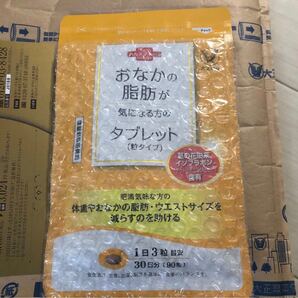 おなかの
脂肪が
気になる方の
タブレット
(粒タイプ)
機能性表示食品
葛の花由来
イソフラボン
含有
肥満気味な方の
体重やおなかの脂肪・ウエストサイズを
減らすのを助ける
1日3粒目安
30日分(90粒)